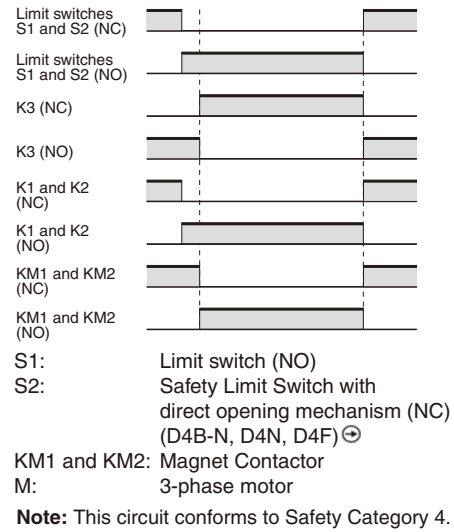 Limit switches
S1 and S2 (NC)
Limit switches
S1 and S2 (NO)
K3 (NC)
K3 (NO)
K1 and K2
(NC)
K1 and K2
(NO)
KM1 and KM2
(NC)
KM1 and KM2
(NO)
S1: Limit switch (NO)
S2: Safety Limit Switch with
direct opening mechanism (NC)
(D4B-N, D4N, D4F)
KM1 and KM2: Magnet Contactor
M: 3-phase motor
Note: This circuit conforms to Safety Category 4.